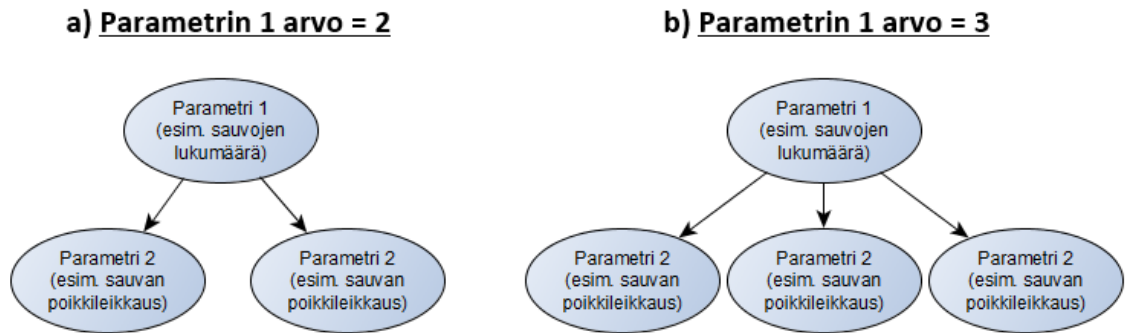 a) Parametrin 1 arvo = 2
Parametri 1
(esim. sauvojen
lukumäärä)
Parametri 2
(esim. sauvan
poikkileikkaus)
Parametri 2
(esim. sauvan
poikkileikkaus)
b) Parametrin 1 arvo = 3
Parametri 1
(esim. sauvojen
lukumäärä)
Parametri 2
(esim. sauvan
poikkileikkaus)
Parametri 2
(esim. sauvan
poikkileikkaus)
Parametri 2
(esim. sauvan
poikkileikkaus)